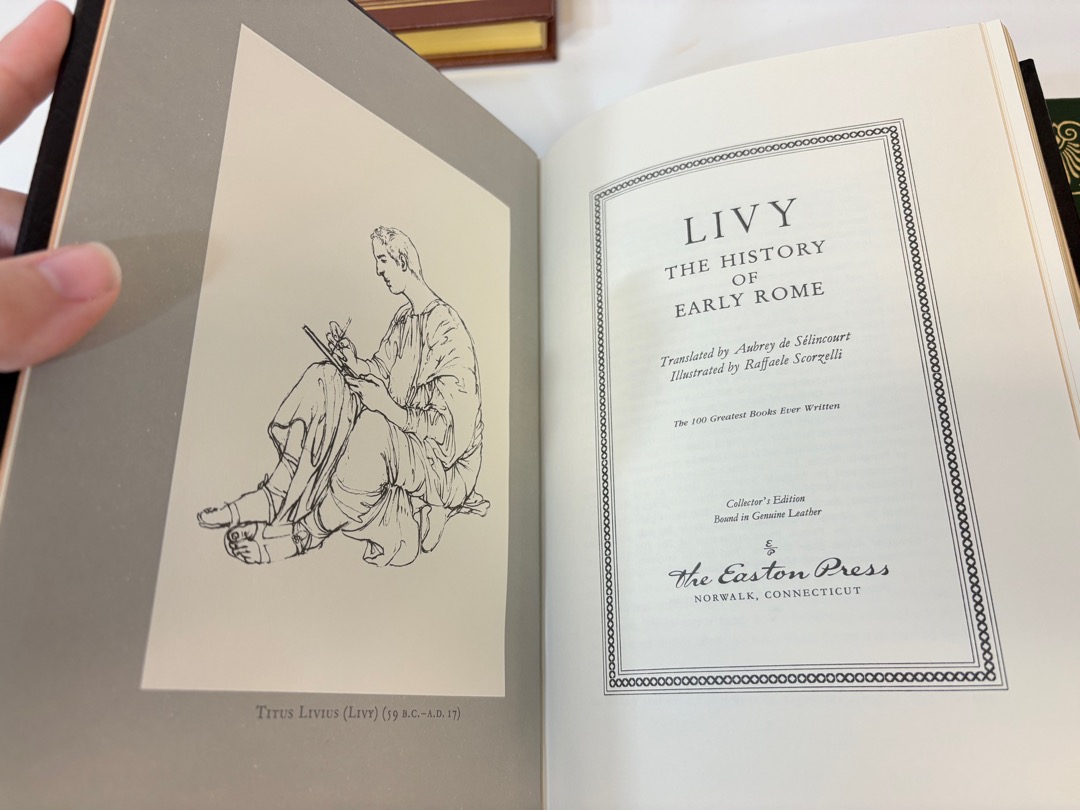 TITUS LIVIUS (LIVY) (59 B.C.–A.D. 17)
LIVY
THE HISTORY
OF
EARLY ROME
Translated by Aubrey de Sélincourt
Illustrated by Raffaele Scorzelli
The 100 Greatest Books Ever Written
Collector's Edition
Bound in Genuine Leather
The Easton Press
NORWALK, CONNECTICUT